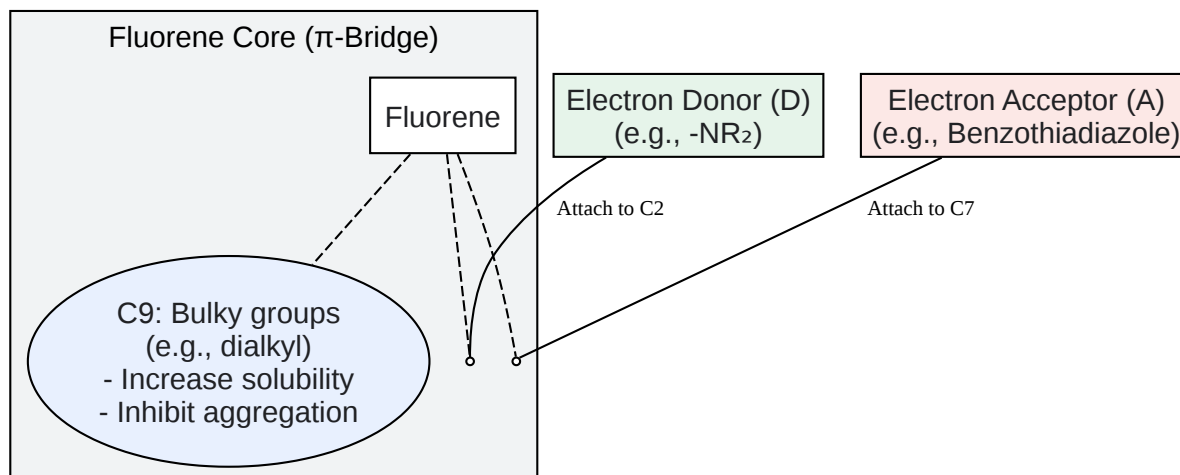 Fluorene Core (π-Bridge)
Fluorene
Electron Donor (D)
(e.g., -NR₂)
Electron Acceptor (A)
(e.g., Benzothiadiazole)
Attach to C2
Attach to C7
C9: Bulky groups
(e.g., dialkyl)
- Increase solubility
- Inhibit aggregation